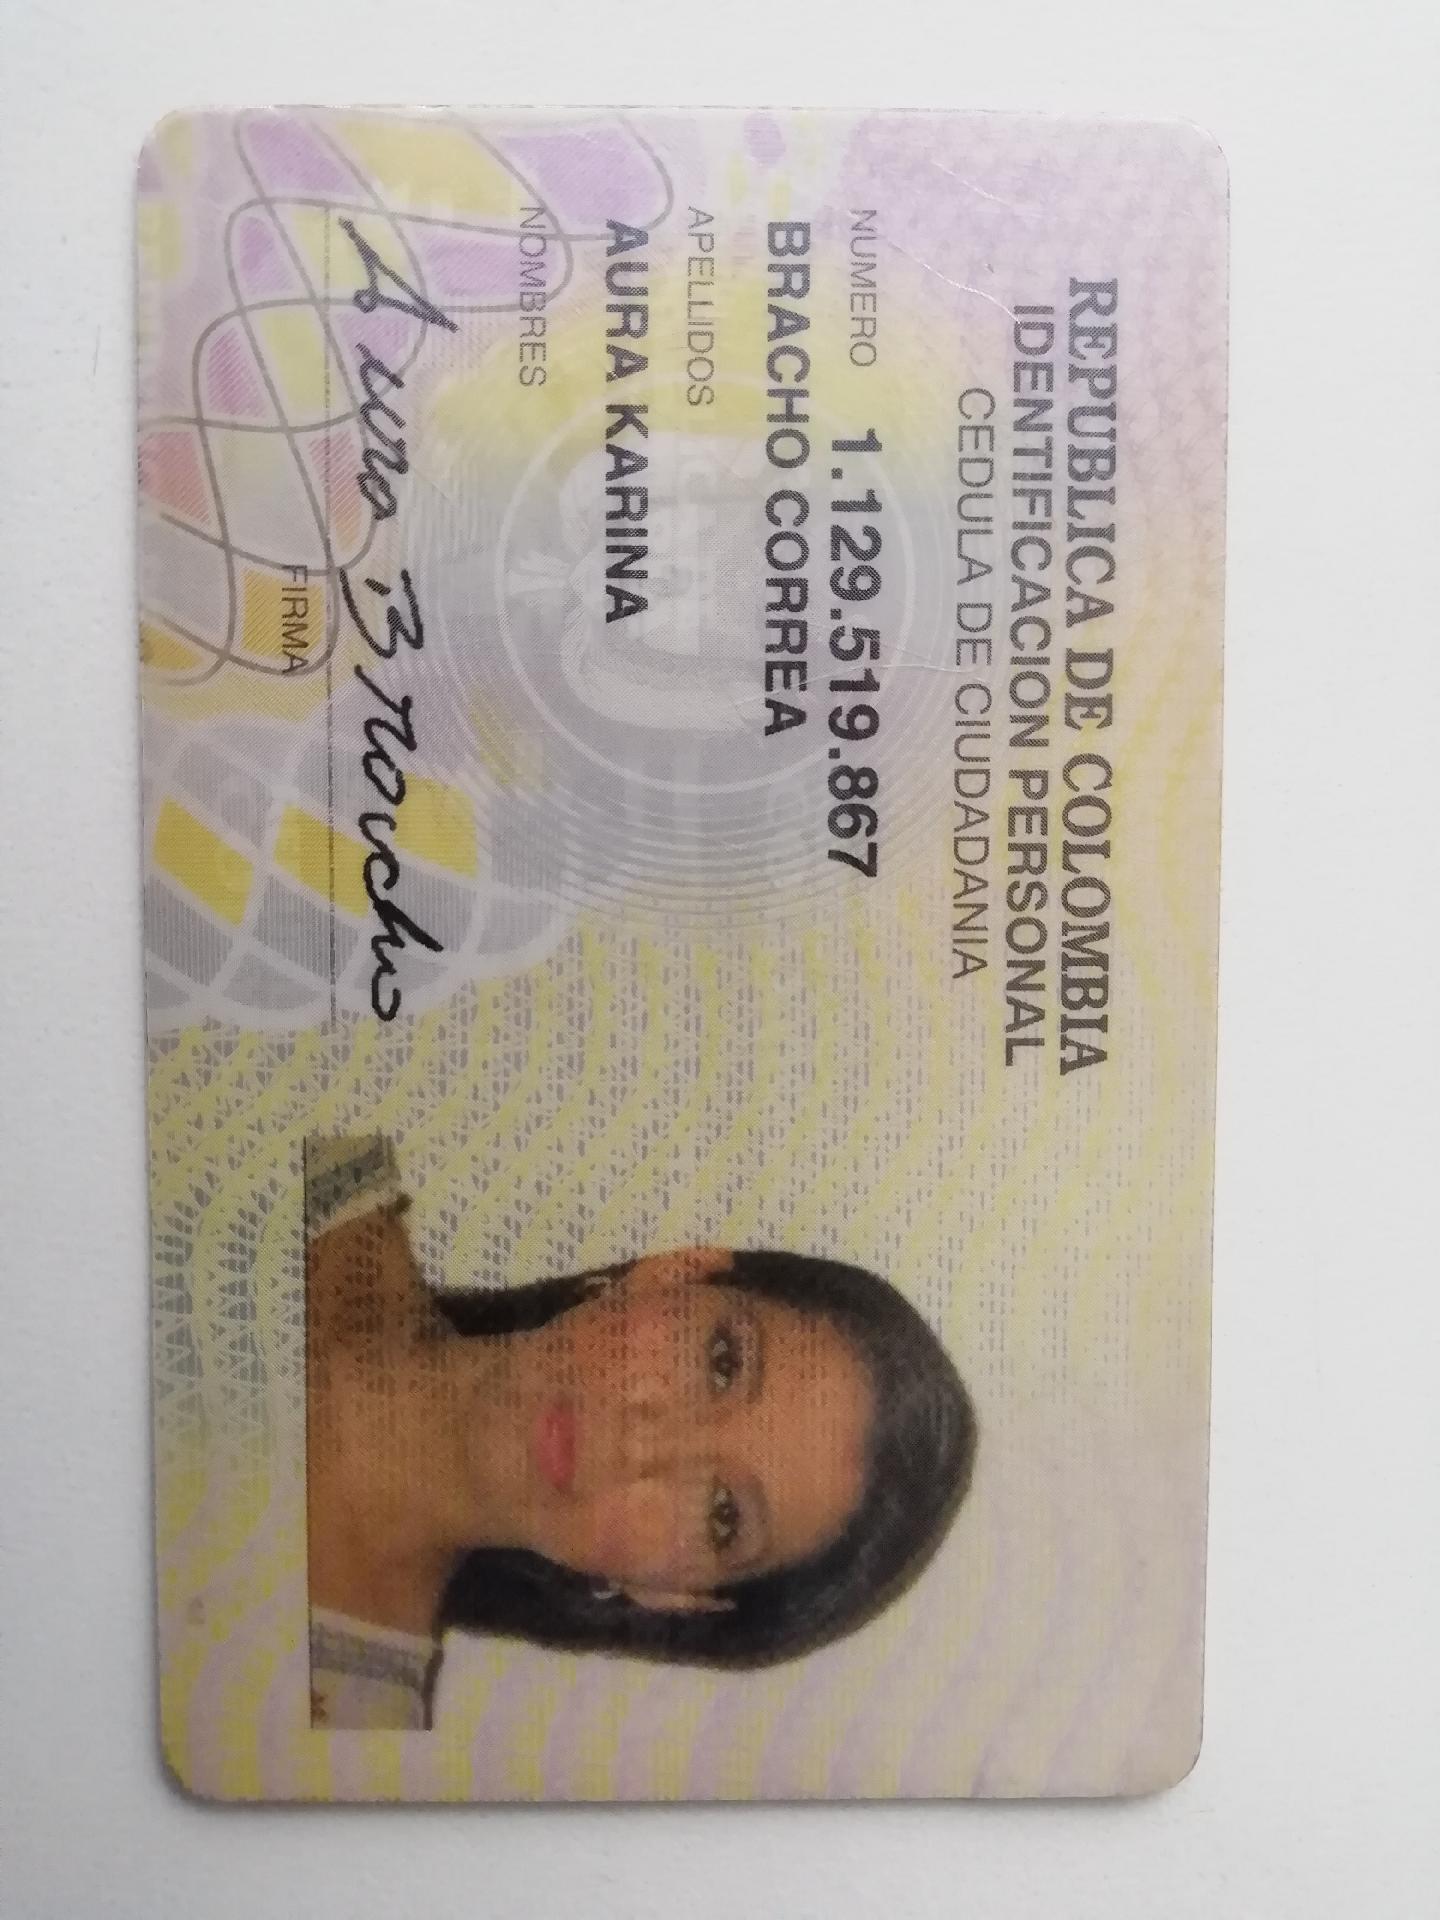 REPUBLICA DE COLOMBIA
IDENTIFICACION PERSONAL
CEDULA DE CIUDADANIA
NUMERO 1.129.519.867
BRACHO CORREA
APELLIDOS
AURA KARINA
NOMBRES
Aura Bracho
FIRMA